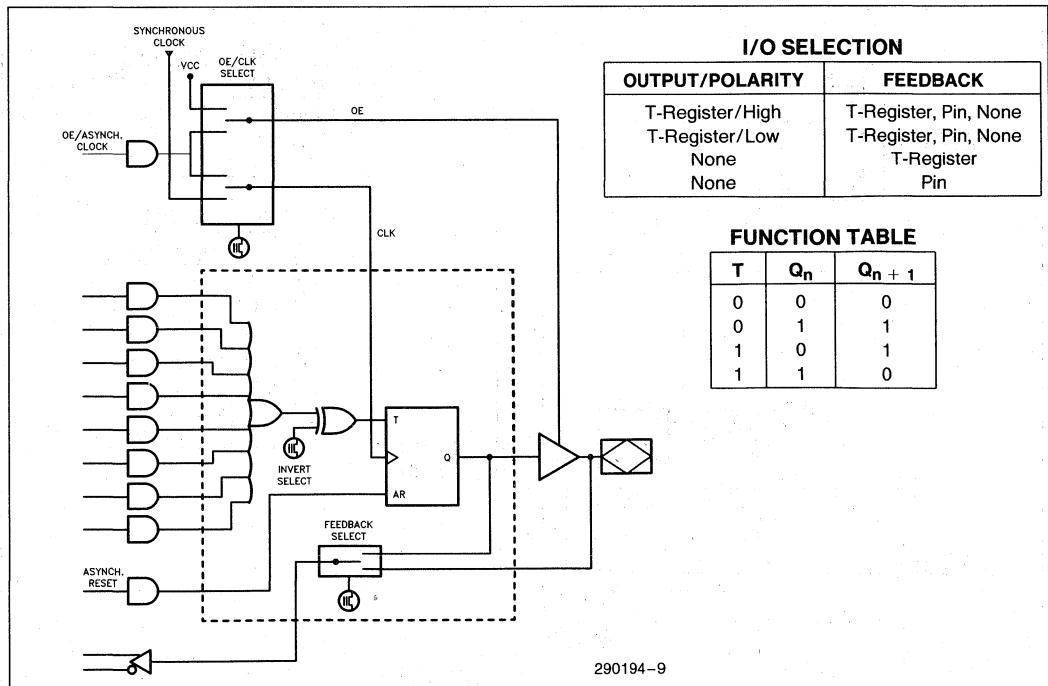 SYNCHRONOUS
CLOCK
VCC
OE/CLK
SELECT
OE
OE/ASYNCH.
CLOCK
CLK
INVERT
SELECT
T
Q
AR
FEEDBACK
SELECT
ASYNCH.
RESET
I/O SELECTION
OUTPUT/POLARITY FEEDBACK
T-Register/High T-Register, Pin, None
T-Register/Low T-Register, Pin, None
None T-Register
None Pin
FUNCTION TABLE
T Qn Qn + 1
0 0 0
0 1 1
1 0 1
1 1 0
290194–9